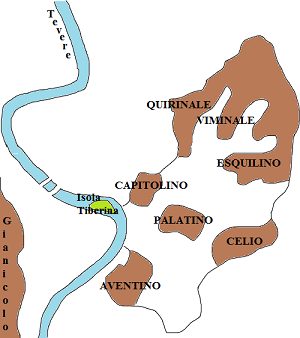 Tevere
QUIRINALE
VIMINALE
ESQUILINO
CAPITOLINO
Isola
Tiberina
PALATINO
Gianicolo
CELIO
AVENTINO